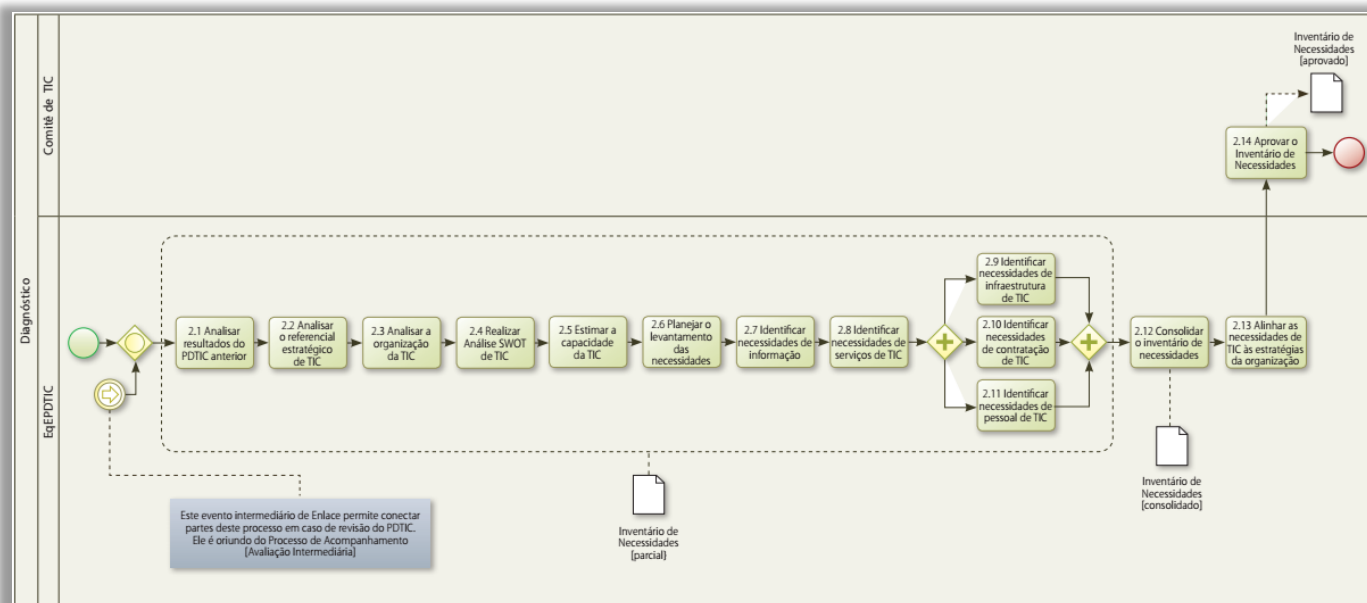 Diagnóstico
Comitê de TIC
EqEPDTIC
Inventário de
Necessidades
[aprovado]
2.14 Aprovar o
Inventário de
Necessidades
2.1 Analisar
resultados do
PDTIC anterior
2.2 Analisar
o referencial
estratégico
de TIC
2.3 Analisar a
organização
da TIC
2.4 Realizar
Análise SWOT
de TIC
2.5 Estimar a
capacidade
da TIC
2.6 Planejar o
levantamento
das
necessidades
2.7 Identificar
necessidades
de
informação
2.8 Identificar
necessidades de
serviços de TIC
2.9 Identificar
necessidades de
infraestrutura
de TIC
2.10 Identificar
necessidades
de contratação
de TIC
2.11 Identificar
necessidades de
pessoal de TIC
2.12 Consolidar
o inventário de
necessidades
2.13 Alinhar as
necessidades de
TIC às estratégias
da organização
Este evento intermediário de Enlace permite conectar
partes deste processo em caso de revisão do PDTIC.
Ele é oriundo do Processo de Acompanhamento
[Avaliação Intermediária]
Inventário de
Necessidades
[parcial}
Inventário de
Necessidades
[consolidado]